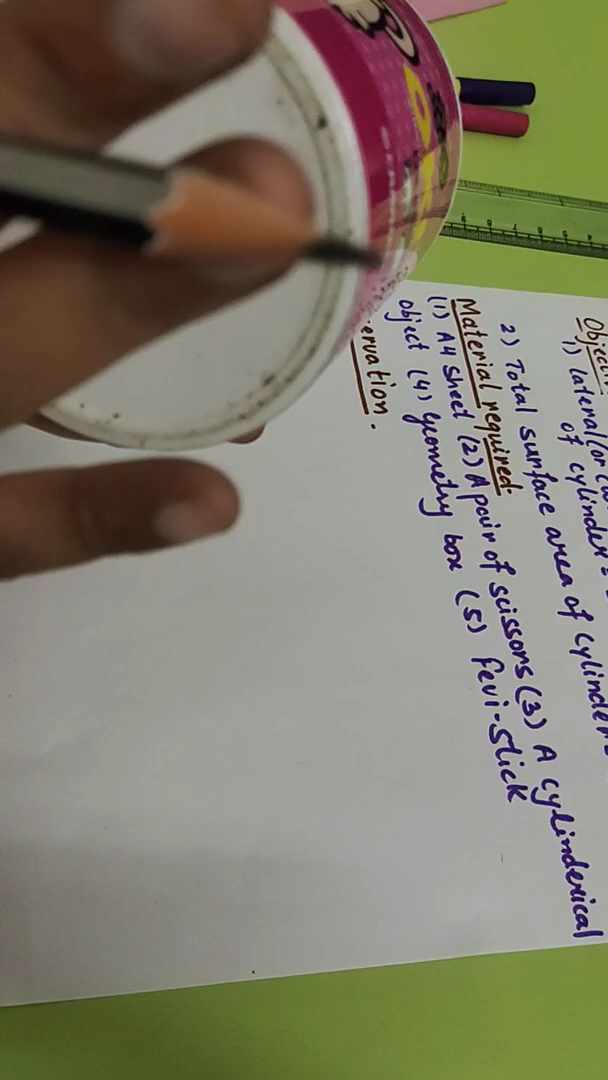 1) lateral (or
of cylinder =
2) Total surface area of cylinder
Material required:
(1) A4 Sheet (2) A pair of scissors (3) A cylinderical
object (4) Geometry box (5) fevi-stick
ervation.